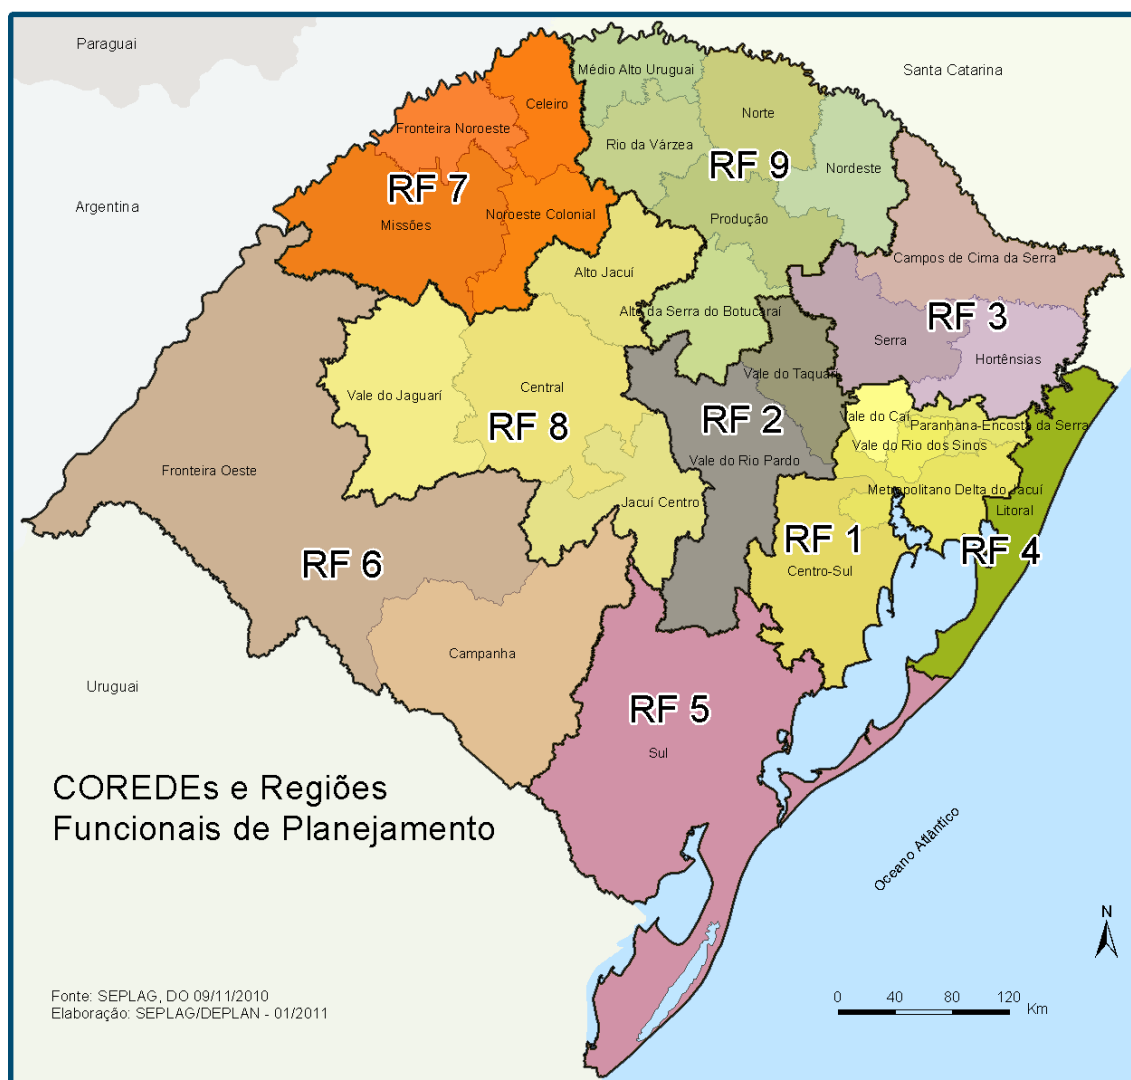 Paraguai
Médio Alto Uruguai
Santa Catarina
Celeiro
Norte
Fronteira Noroeste
Rio da Várzea
RF 9
Nordeste
RF 7
Argentina
Missões
Noroeste Colonial
Produção
Campos de Cima da Serra
Alto Jacuí
Alto da Serra do Botucaraí
RF 3
Serra
Hortênsias
Vale do Taquari
Central
Vale do Jaguarí
RF 8
RF 2
Vale do Caí
Paranhana-Encosta da Serra
Vale do Rio dos Sinos
Vale do Rio Pardo
Fronteira Oeste
Metropolitano Delta do Jacuí
Jacuí Centro
Litoral
RF 1
RF 4
RF 6
Centro-Sul
Campanha
Uruguai
RF 5
Sul
COREDEs e Regiões
Funcionais de Planejamento
Oceano Atlântico
N
Fonte: SEPLAG, DO 09/11/2010
Elaboração: SEPLAG/DEPLAN - 01/2011
0 40 80 120
Km